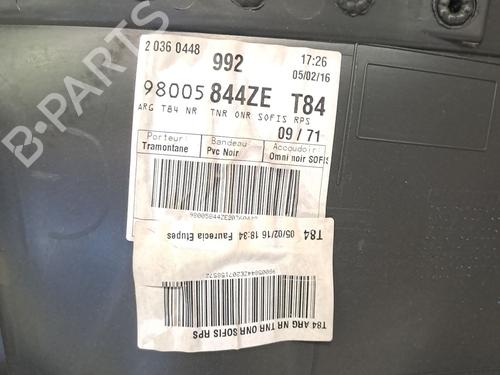 2 036 0448
992
17:26
05/02/16
98005 844ZE T84
ARG T84 NR TNR ONR SOFIS RPS
09/71
Porteur
Bandeau
Accoudoir
Tramontane
Pvc Noir
Omni noir SOFIS
T84 05/02/16 18:34 Faurecia Etupes
98005844ZE207158572
T84 ARG NR TNR ONR SOFIS RPS
B-PARTS